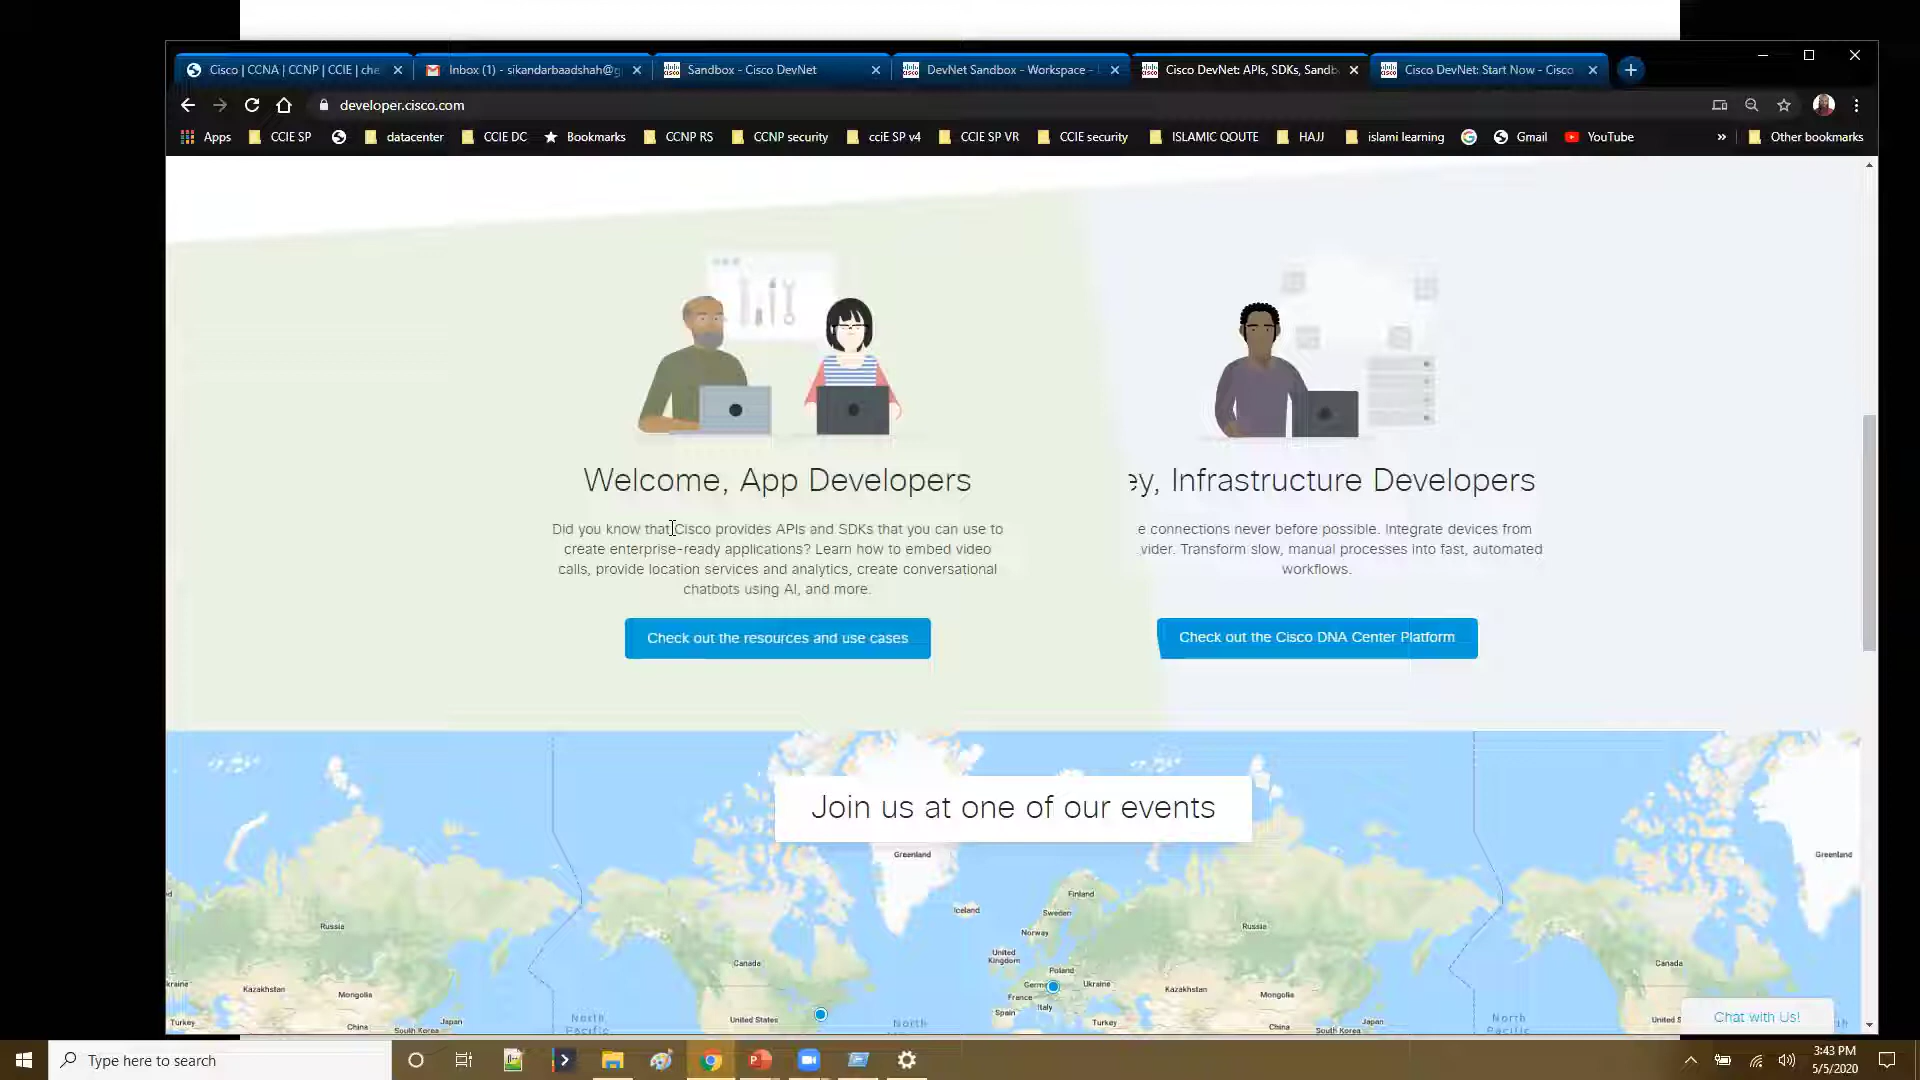 Cisco | CCNA | CCNP | CCIE | che
Inbox (1) - sikandarbaadshah@g
Sandbox - Cisco DevNet
DevNet Sandbox - Workspace -
Cisco DevNet: APIs, SDKs, Sandb
Cisco DevNet: Start Now - Cisco
developer.cisco.com
Apps
CCIE SP
datacenter
CCIE DC
Bookmarks
CCNP RS
CCNP security
cciE SP v4
CCIE SP VR
CCIE security
ISLAMIC QOUTE
HAJJ
islami learning
Gmail
YouTube
»
Other bookmarks
Welcome, App Developers
Did you know that Cisco provides APIs and SDKs that you can use to
create enterprise-ready applications? Learn how to embed video
calls, provide location services and analytics, create conversational
chatbots using AI, and more.
Check out the resources and use cases
ey, Infrastructure Developers
e connections never before possible. Integrate devices from
vider. Transform slow, manual processes into fast, automated
workflows.
Check out the Cisco DNA Center Platform
Join us at one of our events
Greenland
Greenland
Finland
Iceland
Sweden
Russia
Russia
Norway
United
Kingdom
Canada
Canada
Poland
kraine
Kazakhstan
Mongolia
Germ
Ukraine
Kazakhstan
Mongolia
France
Italy
Spain
Turkey
China
South Korea
Japan
North
Pacific
United States
North
Turkey
China
South Korea
Japan
North
Pacific
United S
Chat with Us!
Type here to search
3:43 PM
5/5/2020